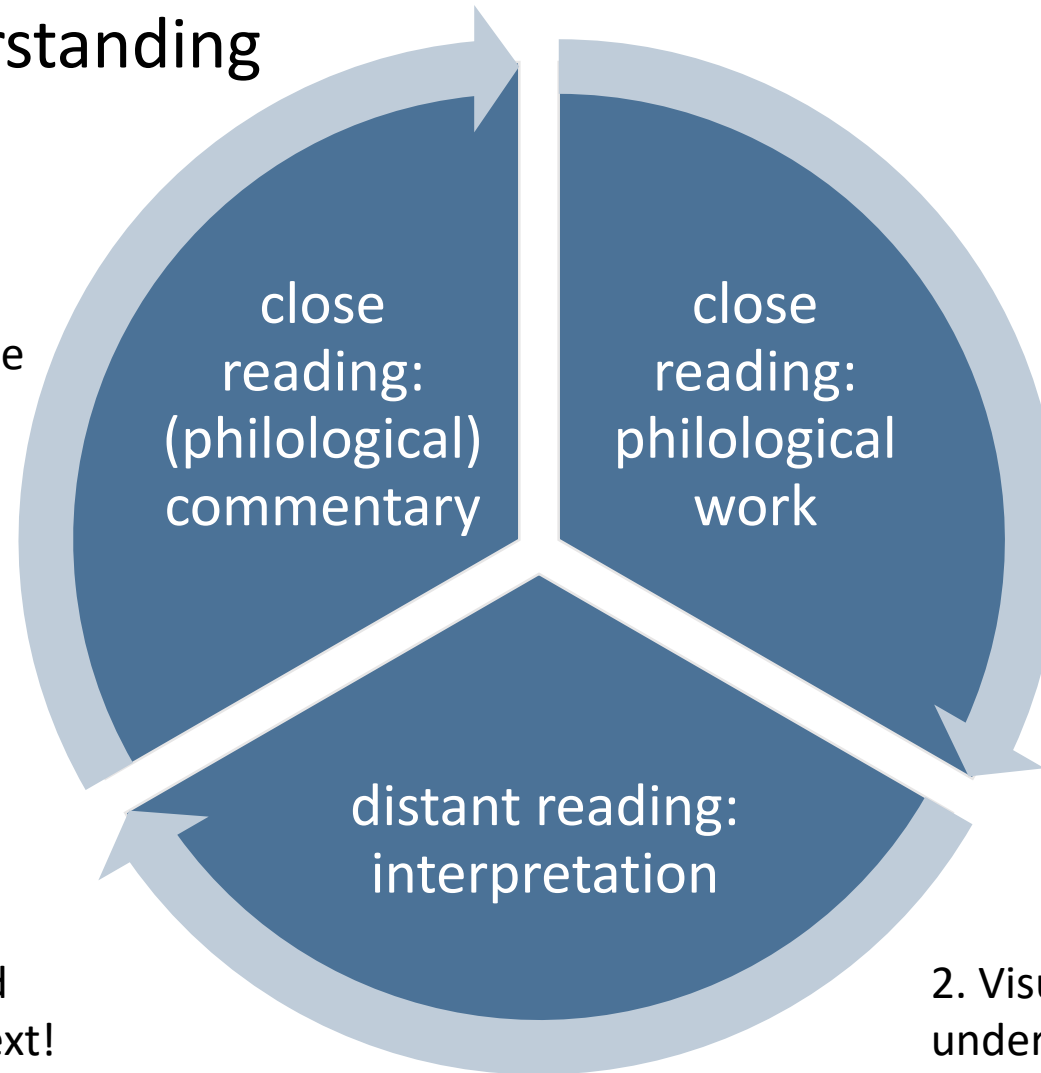 rstanding
close
reading:
(philological)
commentary
close
reading:
philological
work
e
distant reading:
interpretation
d
ext!
2. Visu
under